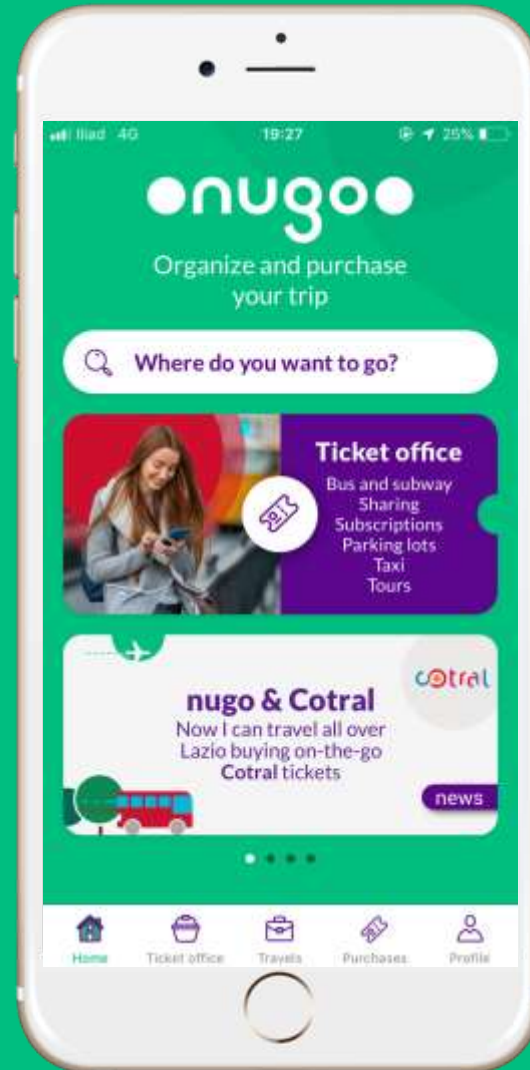 Iliad 4G 19:27 25%
nugo
Organize and purchase
your trip
Where do you want to go?
Ticket office
Bus and subway
Sharing
Subscriptions
Parking lots
Taxi
Tours
cotral
nugo & Cotral
Now I can travel all over
Lazio buying on-the-go
Cotral tickets
news
Home Ticket office Travels Purchases Profile